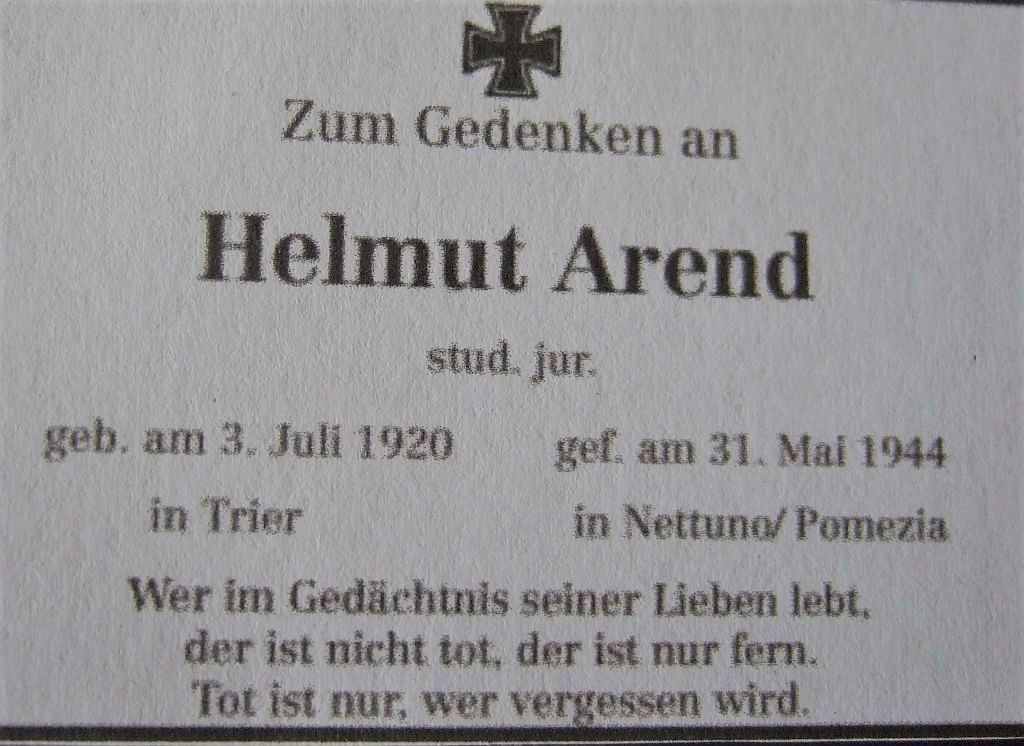 Zum Gedenken an
Helmut Arend
stud. jur.
geb. am 3. Juli 1920 gef. am 31. Mai 1944
in Trier in Nettuno/ Pomezia
Wer im Gedächtnis seiner Lieben lebt,
der ist nicht tot, der ist nur fern.
Tot ist nur, wer vergessen wird.